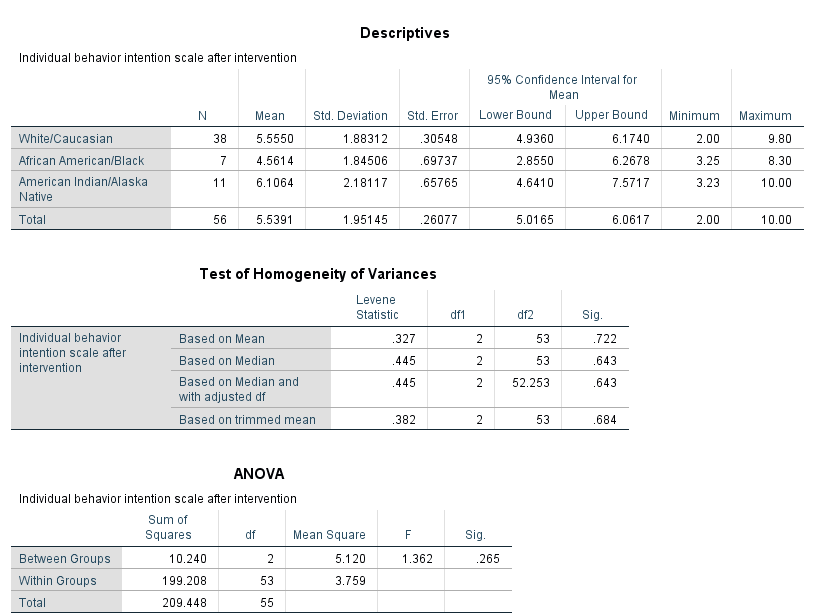 Descriptives
Individual behavior intention scale after intervention
95% Confidence Interval for
Mean
N Mean Std. Deviation Std. Error Lower Bound Upper Bound Minimum Maximum
White/Caucasian 38 5.5550 1.88312 .30548 4.9360 6.1740 2.00 9.80
African American/Black 7 4.5614 1.84506 .69737 2.8550 6.2678 3.25 8.30
American Indian/Alaska 11 6.1064 2.18117 .65765 4.6410 7.5717 3.23 10.00
Native
Total 56 5.5391 1.95145 .26077 5.0165 6.0617 2.00 10.00
Test of Homogeneity of Variances
Levene
Statistic df1 df2 Sig.
Individual behavior Based on Mean .327 2 53 .722
intention scale after Based on Median .445 2 53 .643
intervention
Based on Median and .445 2 52.253 .643
with adjusted df
Based on trimmed mean .382 2 53 .684
ANOVA
Individual behavior intention scale after intervention
Sum of
Squares df Mean Square F Sig.
Between Groups 10.240 2 5.120 1.362 .265
Within Groups 199.208 53 3.759
Total 209.448 55